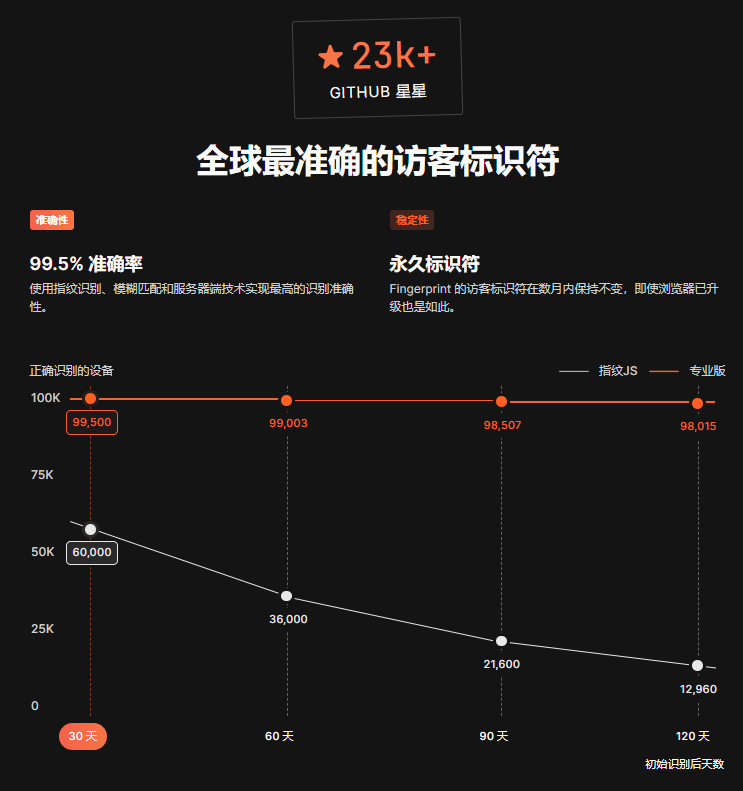 23k+
GITHUB 星星
全球最准确的访客标识符
准确性
99.5% 准确率
使用指纹识别、模糊匹配和服务器端技术实现最高的识别准确
性。
稳定性
永久标识符
Fingerprint 的访客标识符在数月内保持不变，即使浏览器已升
级也是如此。
正确识别的设备
指纹JS
专业版
100K
99,500
99,003
98,507
98,015
75K
50K
60,000
36,000
25K
21,600
12,960
0
30 天
60 天
90 天
120 天
初始识别后天数